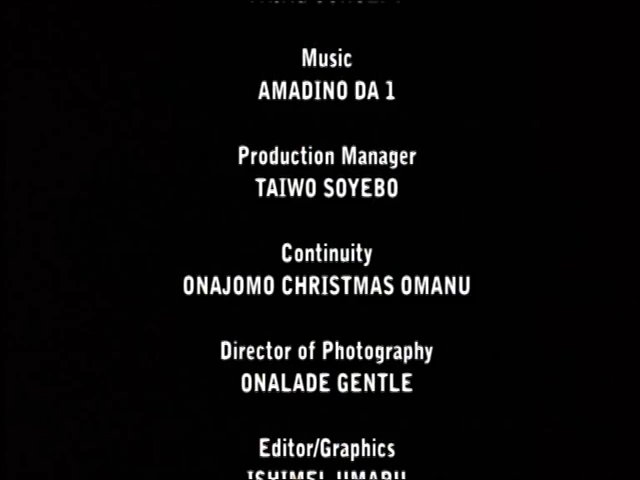 Music
AMADINO DA 1
Production Manager
TAIWO SOYEBO
Continuity
ONAJOMO CHRISTMAS OMANU
Director of Photography
ONALADE GENTLE
Editor/Graphics